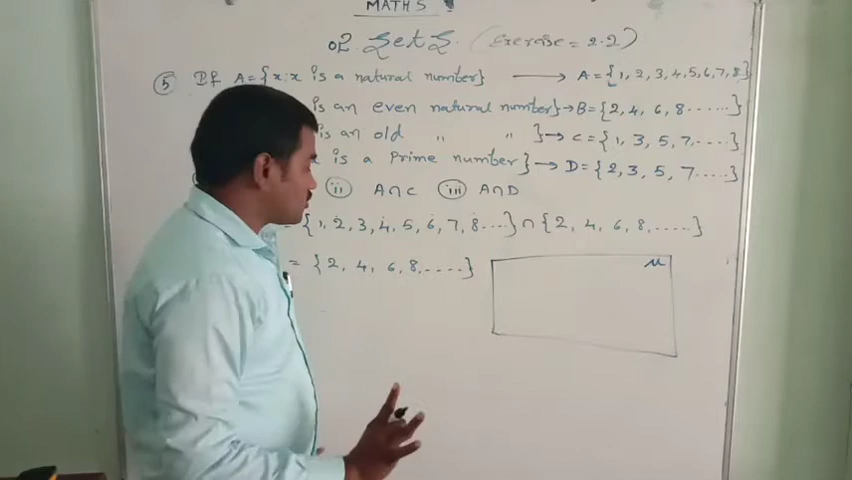 MATHS
of Sets. (Exercise = 2.2)
⑤ If A={x:x is a natural number} → A={1, 2, 3, 4,5,6,7,8}
is an even natural number} → B={2, 4, 6, 8......}
is an old " " } → C={1, 3, 5, 7.....}
is a Prime number} → D={2, 3, 5, 7.....}
ⓘⓘ A∩C ⓘⓘⓘ A∩D
= {1, 2, 3, 4, 5, 6, 7, 8...} ∩ {2, 4, 6, 8,.....}
= {2, 4, 6, 8,.....}
μ